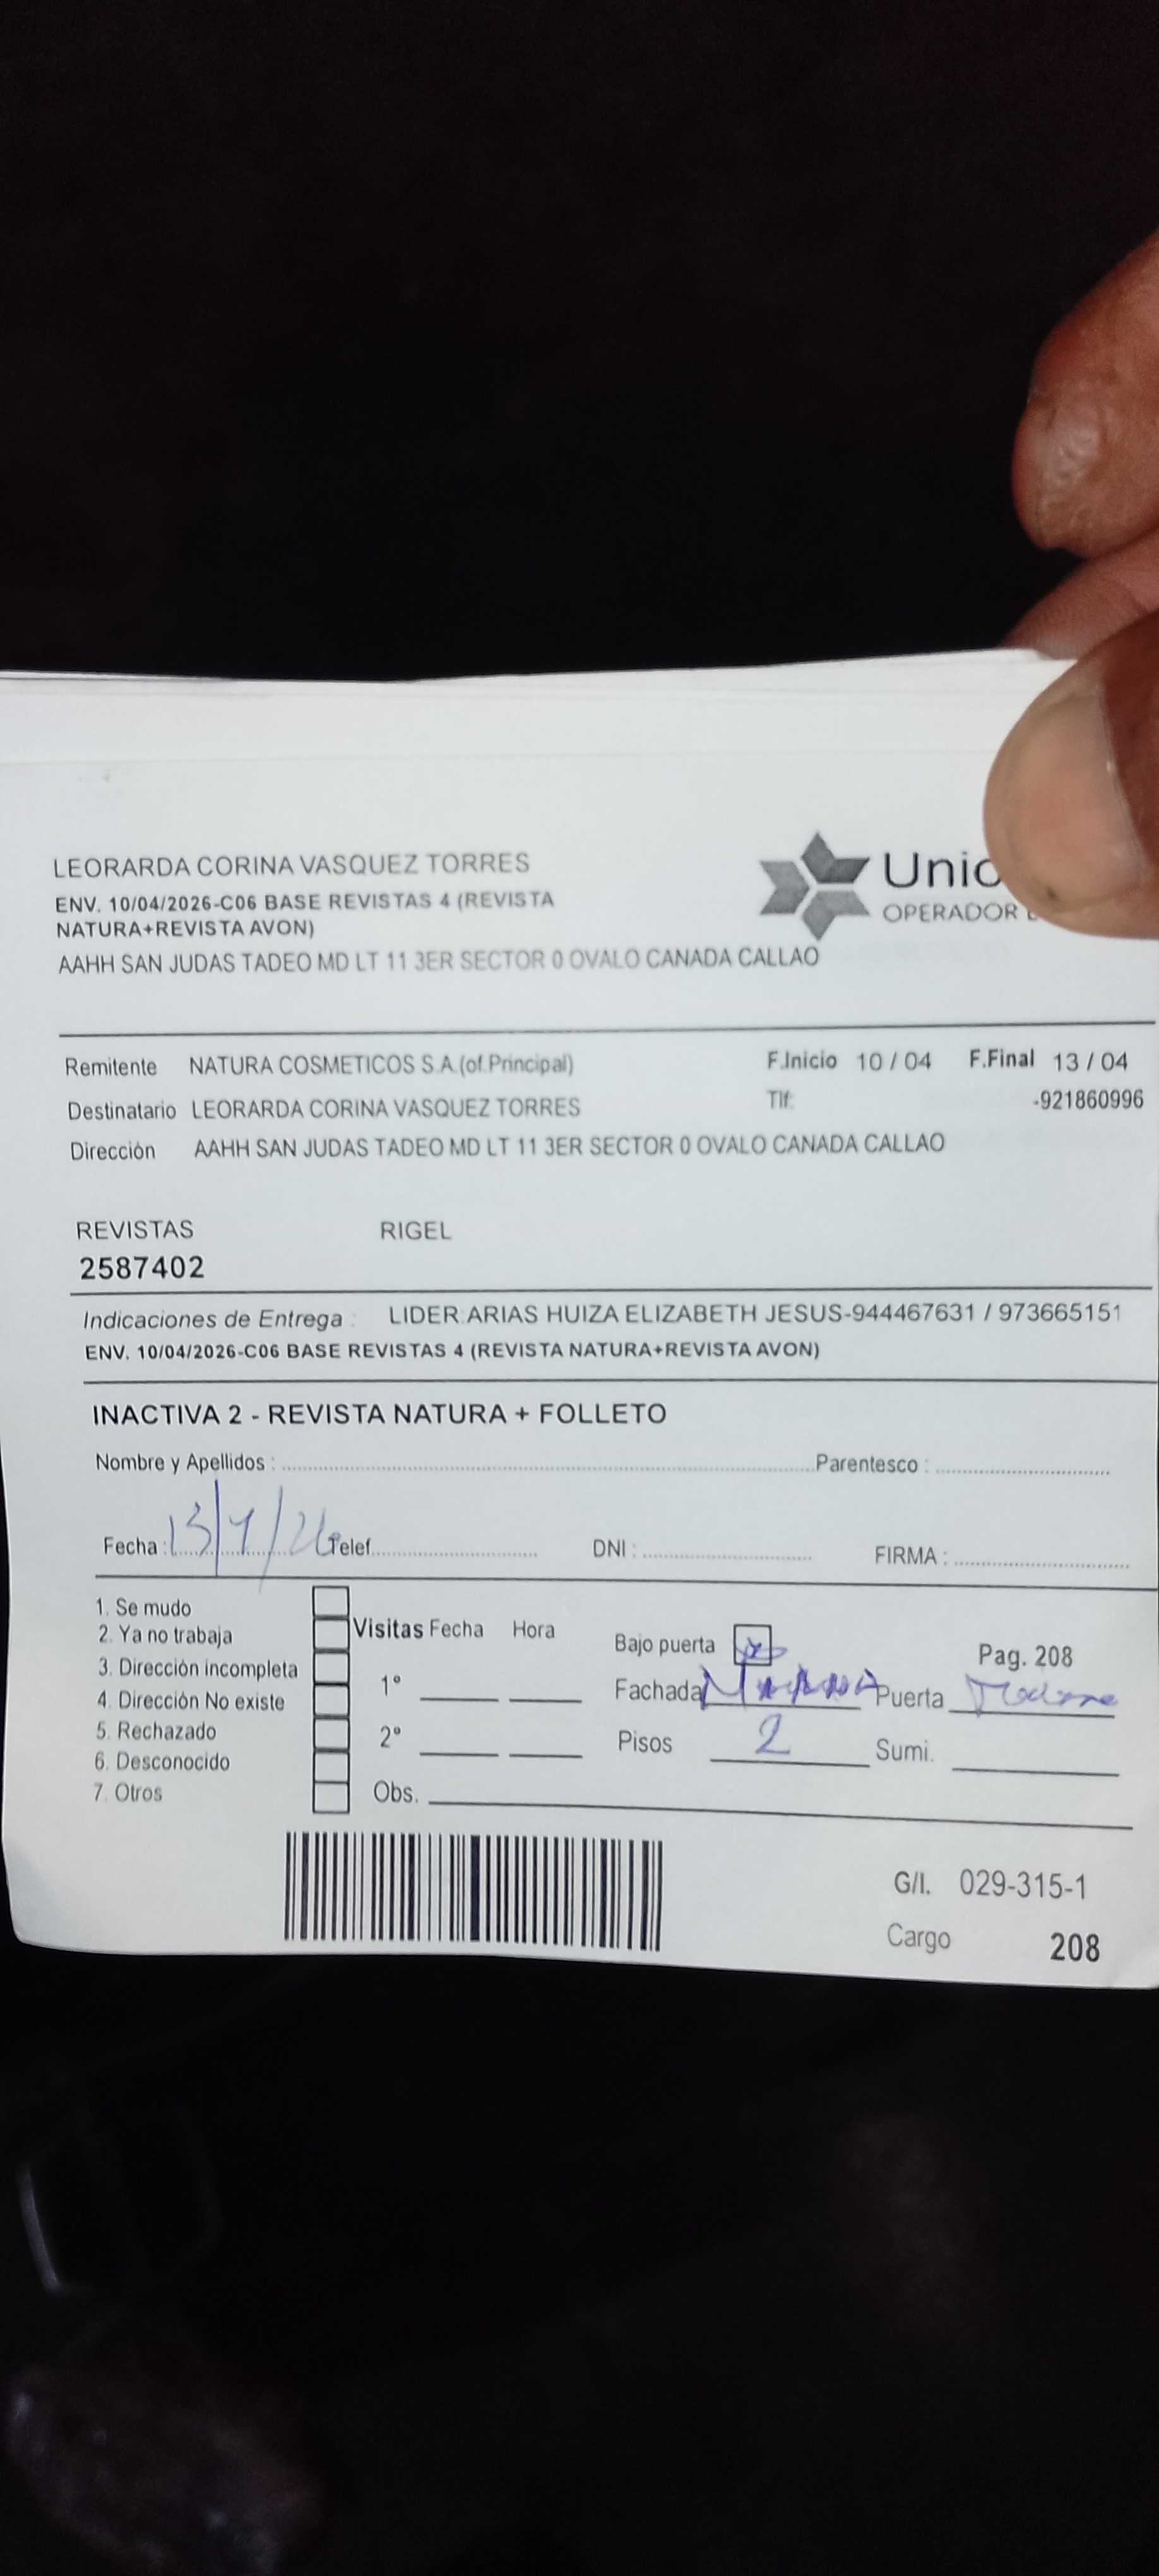 LEORARDA CORINA VASQUEZ TORRES
ENV. 10/04/2026-C06 BASE REVISTAS 4 (REVISTA
NATURA+REVISTA AVON)
AAHH SAN JUDAS TADEO MD LT 11 3ER SECTOR 0 OVALO CANADA CALLAO
OPERADOR
Remitente NATURA COSMETICOS S.A.(of.Principal) F.Inicio 10 / 04 F.Final 13 / 04
Destinatario LEORARDA CORINA VASQUEZ TORRES Tlf: -921860996
Dirección AAHH SAN JUDAS TADEO MD LT 11 3ER SECTOR 0 OVALO CANADA CALLAO
REVISTAS RIGEL
2587402
Indicaciones de Entrega : LIDER:ARIAS HUIZA ELIZABETH JESUS-944467631 / 973665151
ENV. 10/04/2026-C06 BASE REVISTAS 4 (REVISTA NATURA+REVISTA AVON)
INACTIVA 2 - REVISTA NATURA + FOLLETO
Nombre y Apellidos : Parentesco :
Fecha : Telef. DNI : FIRMA :
1. Se mudo
2. Ya no trabaja
3. Dirección incompleta
4. Dirección No existe
5. Rechazado
6. Desconocido
7. Otros
Visitas Fecha Hora
1°
2°
Obs.
Bajo puerta Pag. 208
Fachada Puerta
Pisos 2 Sumi.
G/I. 029-315-1
Cargo 208